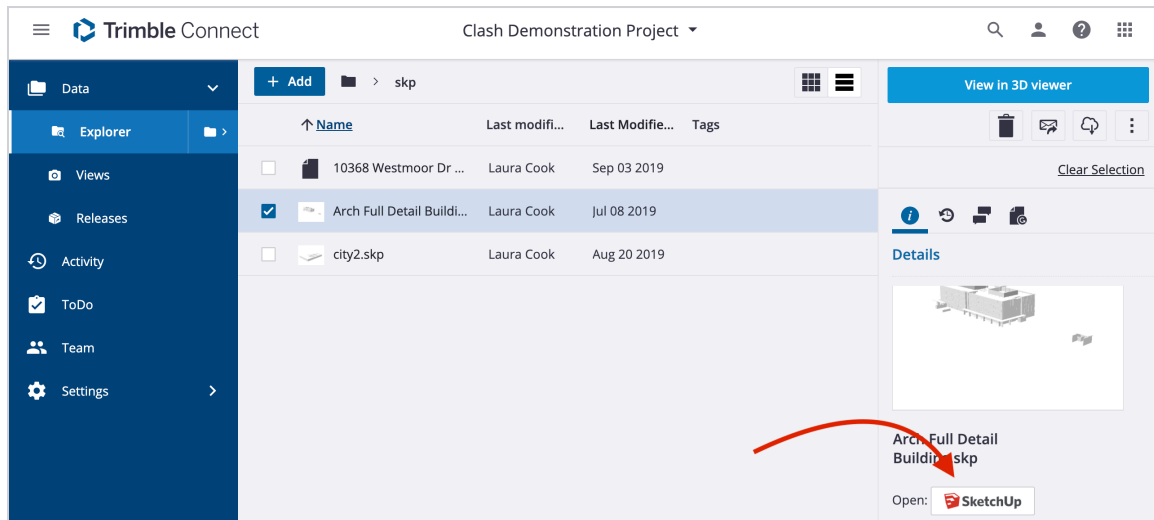 Trimble Connect
Clash Demonstration Project
Data
Explorer
Views
Releases
Activity
ToDo
Team
Settings
+ Add
> skp
Name Last modifi... Last Modifie... Tags
10368 Westmoor Dr ... Laura Cook Sep 03 2019
Arch Full Detail Buildi... Laura Cook Jul 08 2019
city2.skp Laura Cook Aug 20 2019
View in 3D viewer
Clear Selection
Details
Arch Full Detail
Building.skp
Open: SketchUp